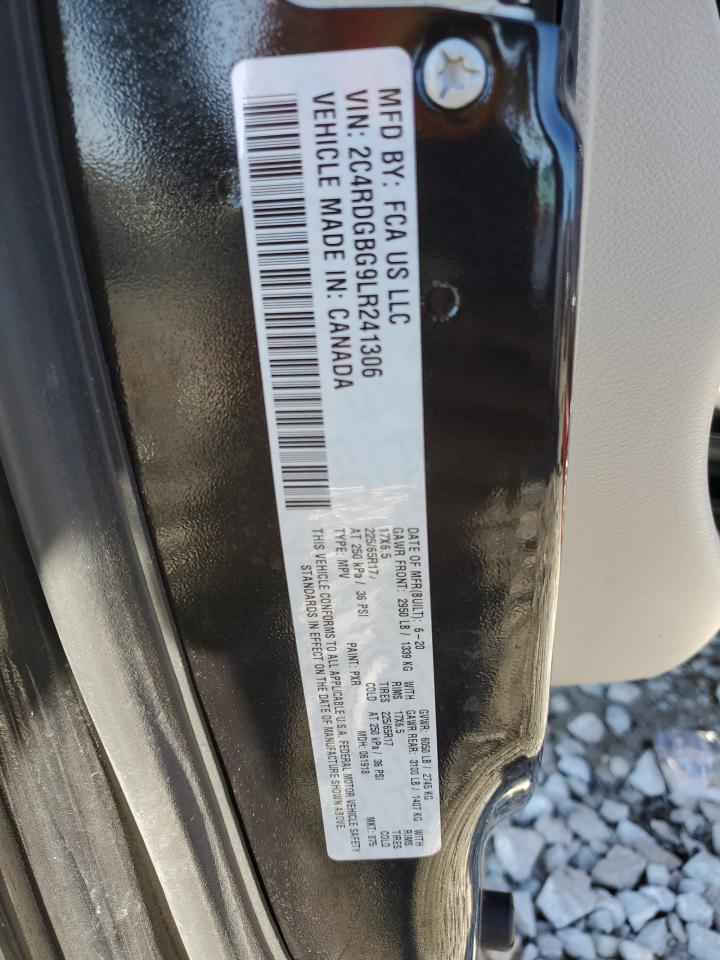 MFD BY: FCA US LLC
VIN: 2C4RDGBG9LR241306
VEHICLE MADE IN: CANADA
DATE OF MFR(BUILT): 6-20 GVWR: 6050 LB / 2745 KG
GAWR FRONT: 2950 LB / 1339 KG WITH GAWR REAR: 3100 LB / 1407 KG WITH
17X6.5 RIMS 17X6.5 RIMS
225/65R17 TIRES 225/65R17 TIRES
AT 250 kPa / 36 PSI COLD AT 250 kPa / 36 PSI COLD
TYPE: MPV PAINT: PXR MDH: 061918 MKT: 875
THIS VEHICLE CONFORMS TO ALL APPLICABLE U.S.A. FEDERAL MOTOR VEHICLE SAFETY
STANDARDS IN EFFECT ON THE DATE OF MANUFACTURE SHOWN ABOVE.